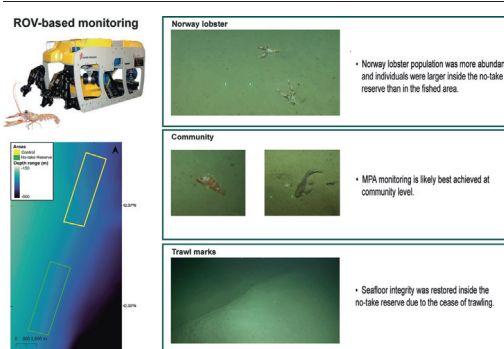 ROV-based monitoring
Norway lobster
• Norway lobster population was more abundan
and individuals were larger inside the no-take
reserve than in the fished area.
Areas
Control
No-take Reserve
Depth range (m)
-150
-500
Community
• MPA monitoring is likely best achieved at
community level.
Trawl marks
• Seafloor integrity was restored inside the
no-take reserve due to the cease of trawling.